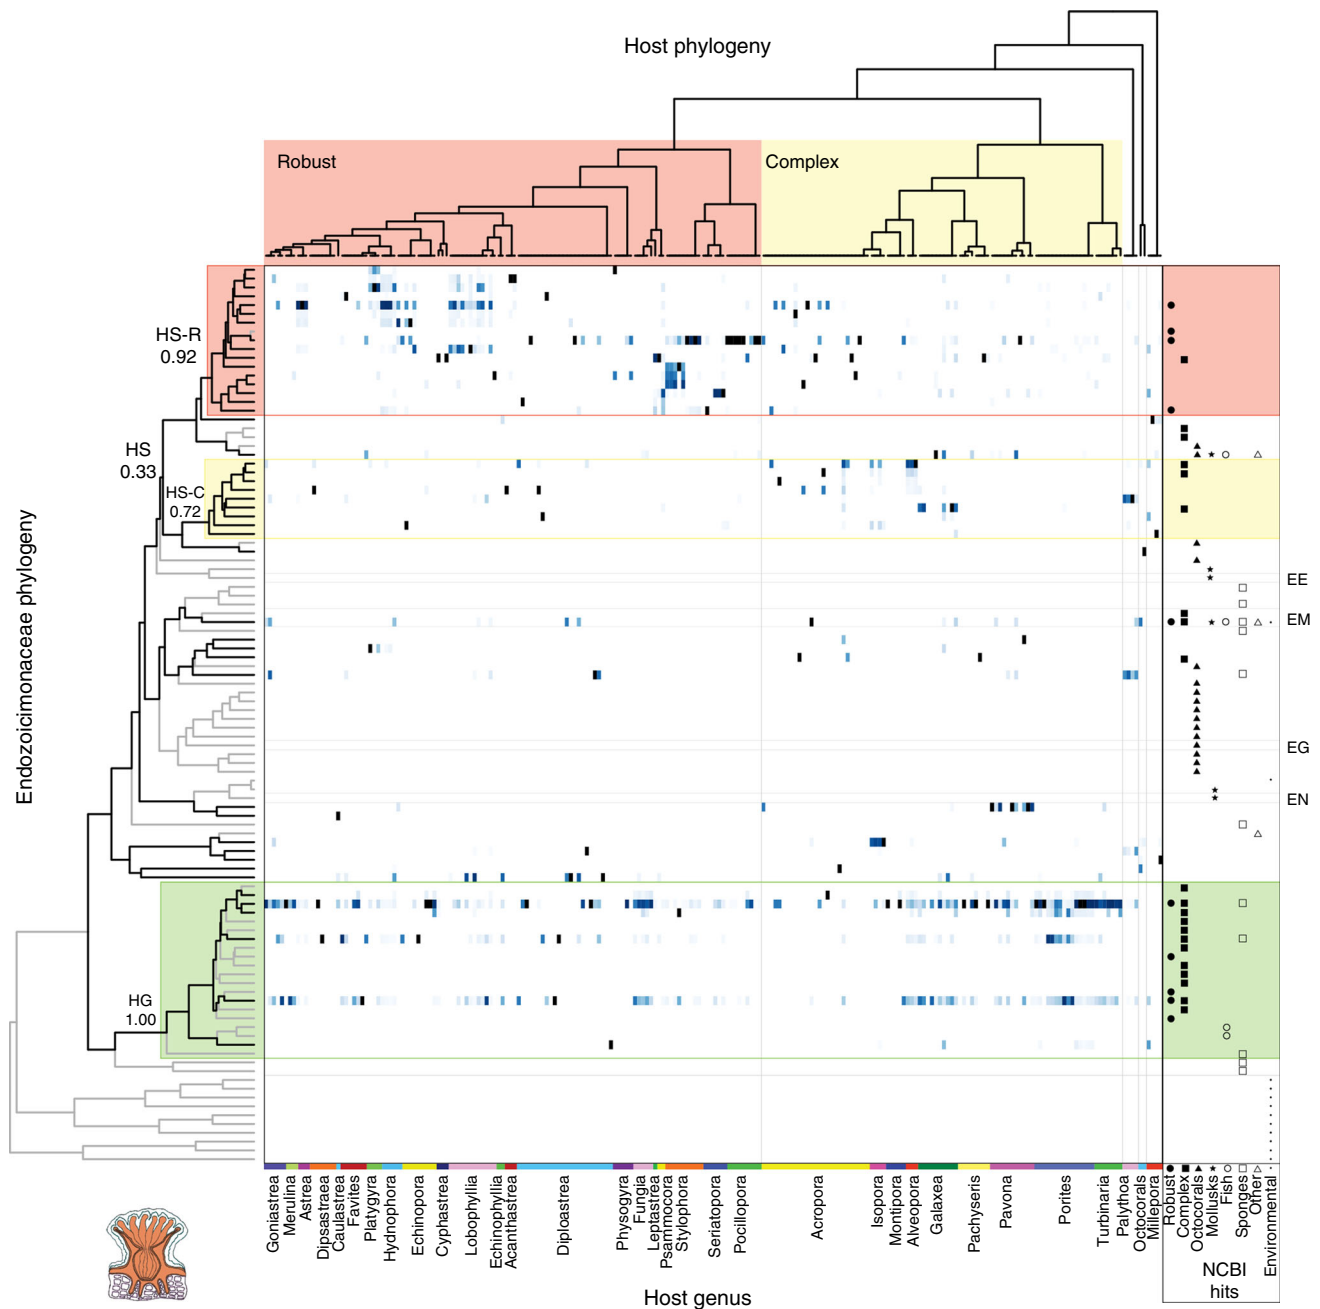 Host phylogeny
Robust
Complex
HS-R
0.92
HS
0.33
HS-C
0.72
Endozoicimonaceae phylogeny
EE
EM
EG
EN
HG
1.00
Goniastrea
Merulina
Astrea
Dipsastraea
Caulastrea
Favites
Platygyra
Hydnophora
Echinopora
Cyphastrea
Lobophyllia
Echinophyllia
Acanthastrea
Diploastrea
Physogyra
Fungia
Leptastrea
Psammocora
Stylophora
Seriatopora
Pocillopora
Acropora
Isopora
Montipora
Alveopora
Galaxea
Pachyseris
Pavona
Porites
Turbinaria
Palythoa
Octocorals
Millepora
Robust
Complex
Octocorals
Mollusks
Fish
Sponges
Other
Environmental
NCBI
hits
Host genus